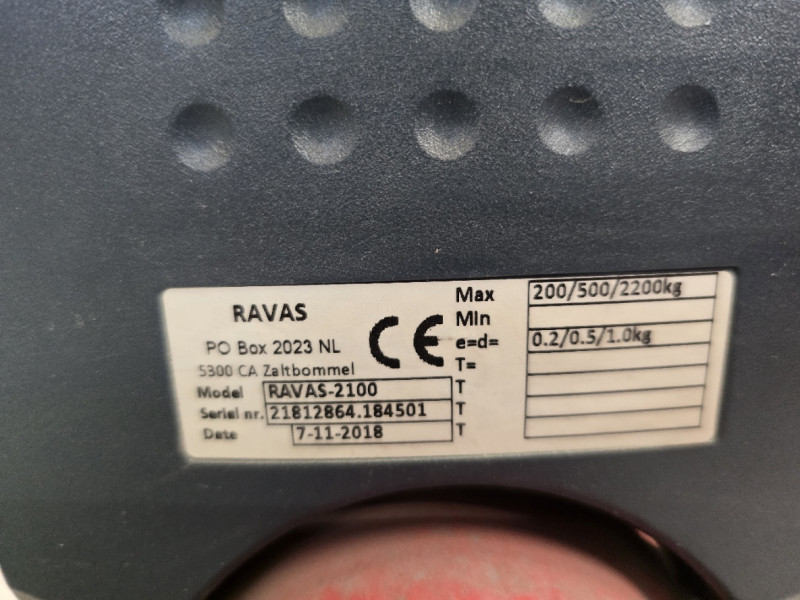 RAVAS
PO Box 2023 NL
5300 CA Zaltbommel
CE
Model RAVAS-2100
Serial nr. 21812864.184501
Date 7-11-2018
Max 200/500/2200kg
Min
e=d= 0.2/0.5/1.0kg
T=
T
T
T